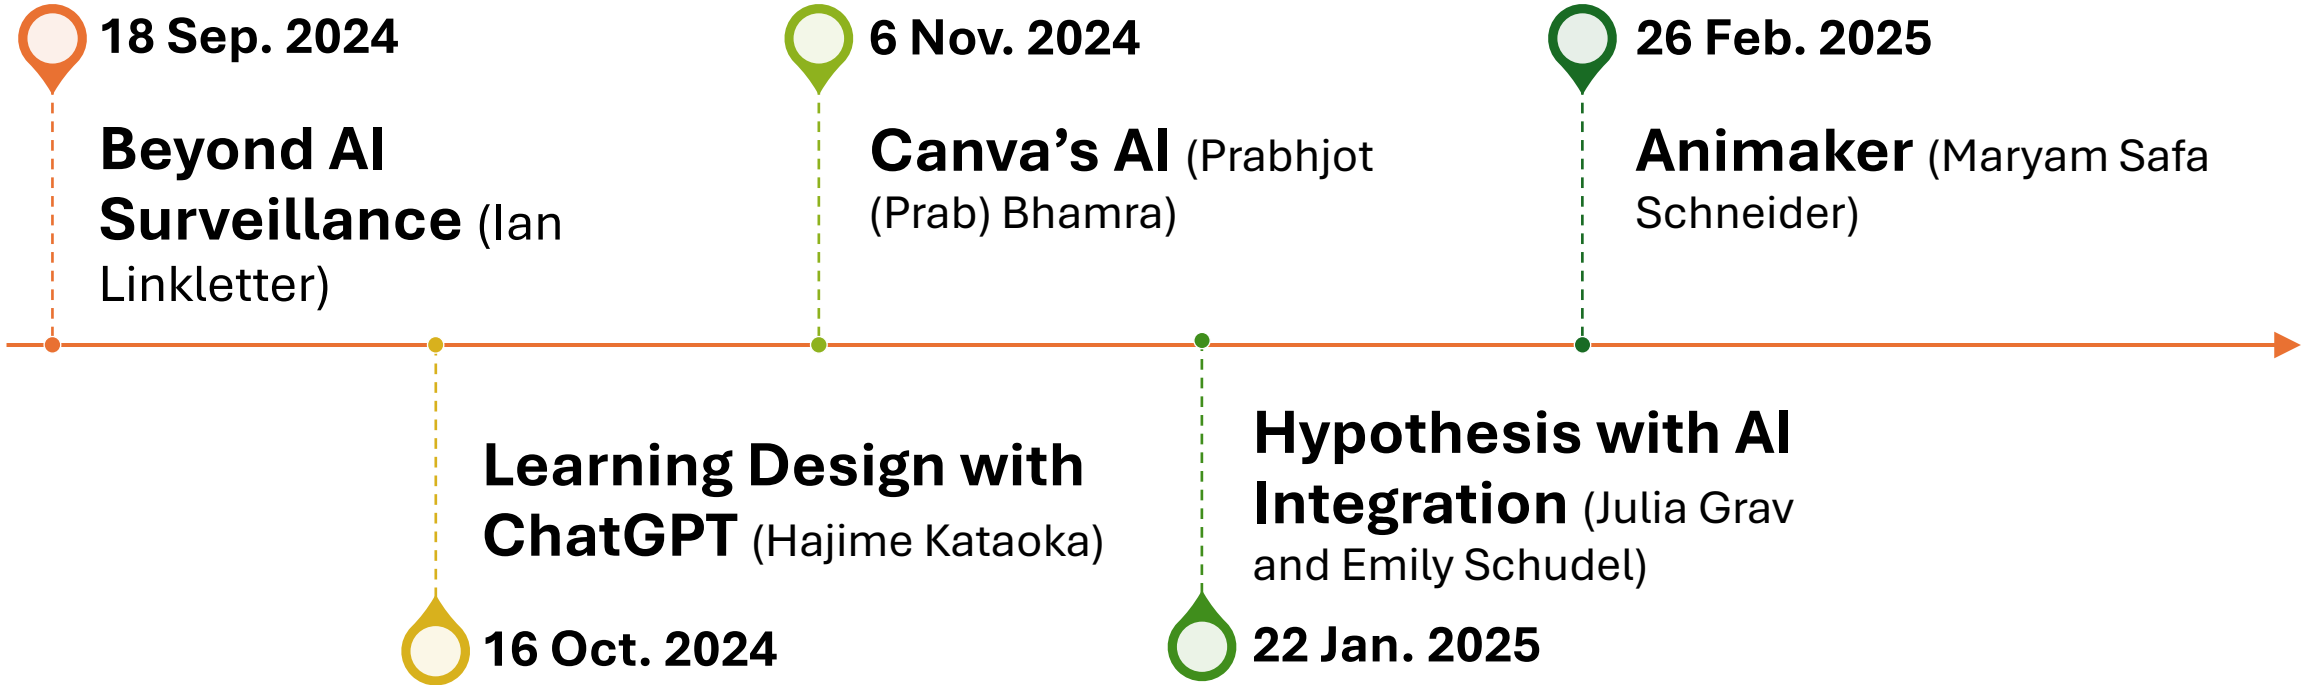 18 Sep. 2024
Beyond AI
Surveillance (Ian
Linkletter)
16 Oct. 2024
Learning Design with
ChatGPT (Hajime Kataoka)
6 Nov. 2024
Canva’s AI (Prabhjot
(Prab) Bhamra)
22 Jan. 2025
Hypothesis with AI
Integration (Julia Grav
and Emily Schudel)
26 Feb. 2025
Animaker (Maryam Safa
Schneider)